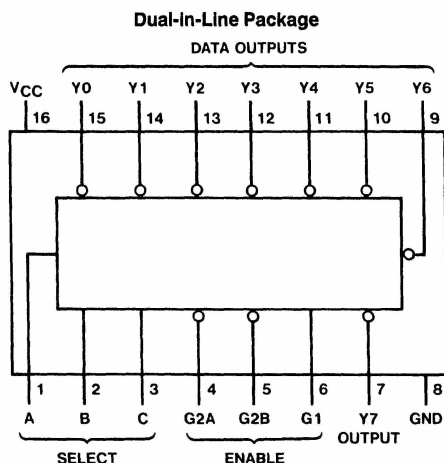 Dual-in-Line Package
DATA OUTPUTS
VCC Y0 Y1 Y2 Y3 Y4 Y5 Y6
16 15 14 13 12 11 10 9
1 2 3 4 5 6 7 8
A B C G2A G2B G1 Y7 GND
OUTPUT
SELECT ENABLE